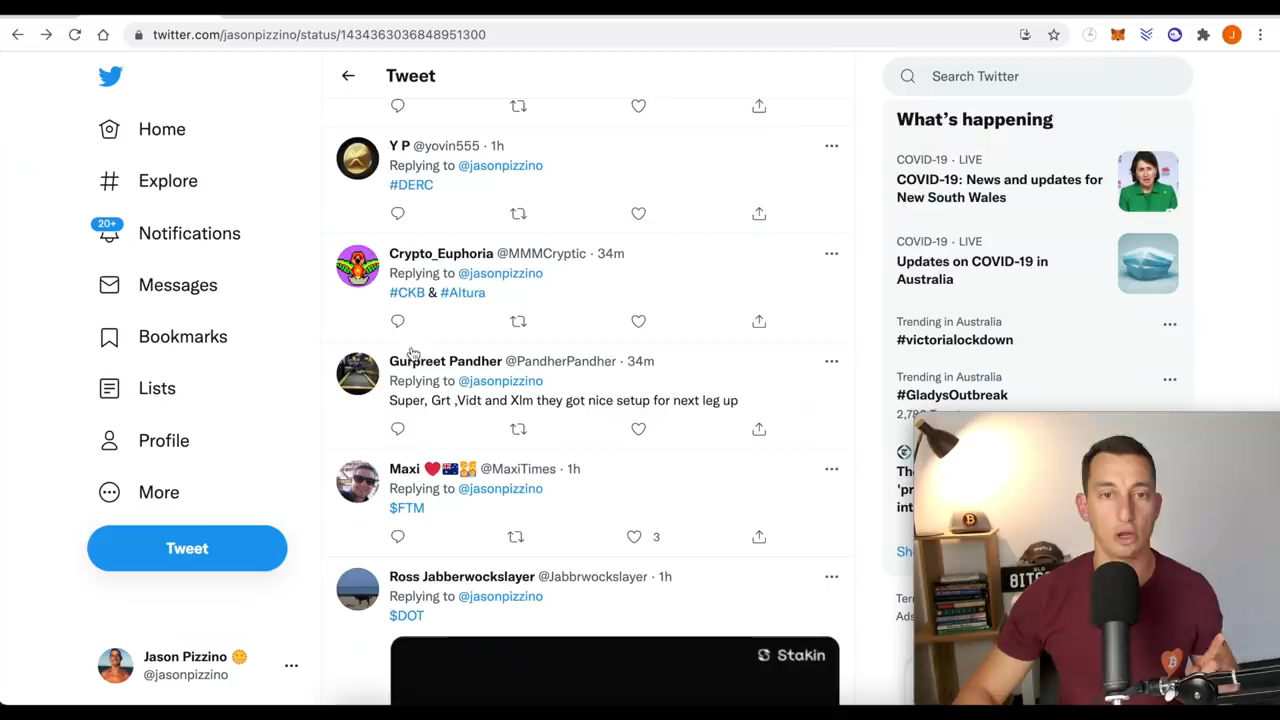 twitter.com/jasonpizzino/status/1434363036848951300
J
Tweet
Search Twitter
Home
Explore
20+
Notifications
Messages
Bookmarks
Lists
Profile
More
Tweet
Jason Pizzino
@jasonpizzino
Y P @yovin555 · 1h
Replying to @jasonpizzino
#DERC
Crypto_Euphoria @MMMCryptic · 34m
Replying to @jasonpizzino
#CKB & #Altura
Gurpreet Pandher @PandherPandher · 34m
Replying to @jasonpizzino
Super, Grt ,Vidt and Xlm they got nice setup for next leg up
Maxi ❤️🇦🇺👯 @MaxiTimes · 1h
Replying to @jasonpizzino
$FTM
3
Ross Jabberwockslayer @Jabbrwockslayer · 1h
Replying to @jasonpizzino
$DOT
Stakin
What's happening
COVID-19 · LIVE
COVID-19: News and updates for
New South Wales
COVID-19 · LIVE
Updates on COVID-19 in
Australia
Trending in Australia
#victorialockdown
Trending in Australia
#GladysOutbreak